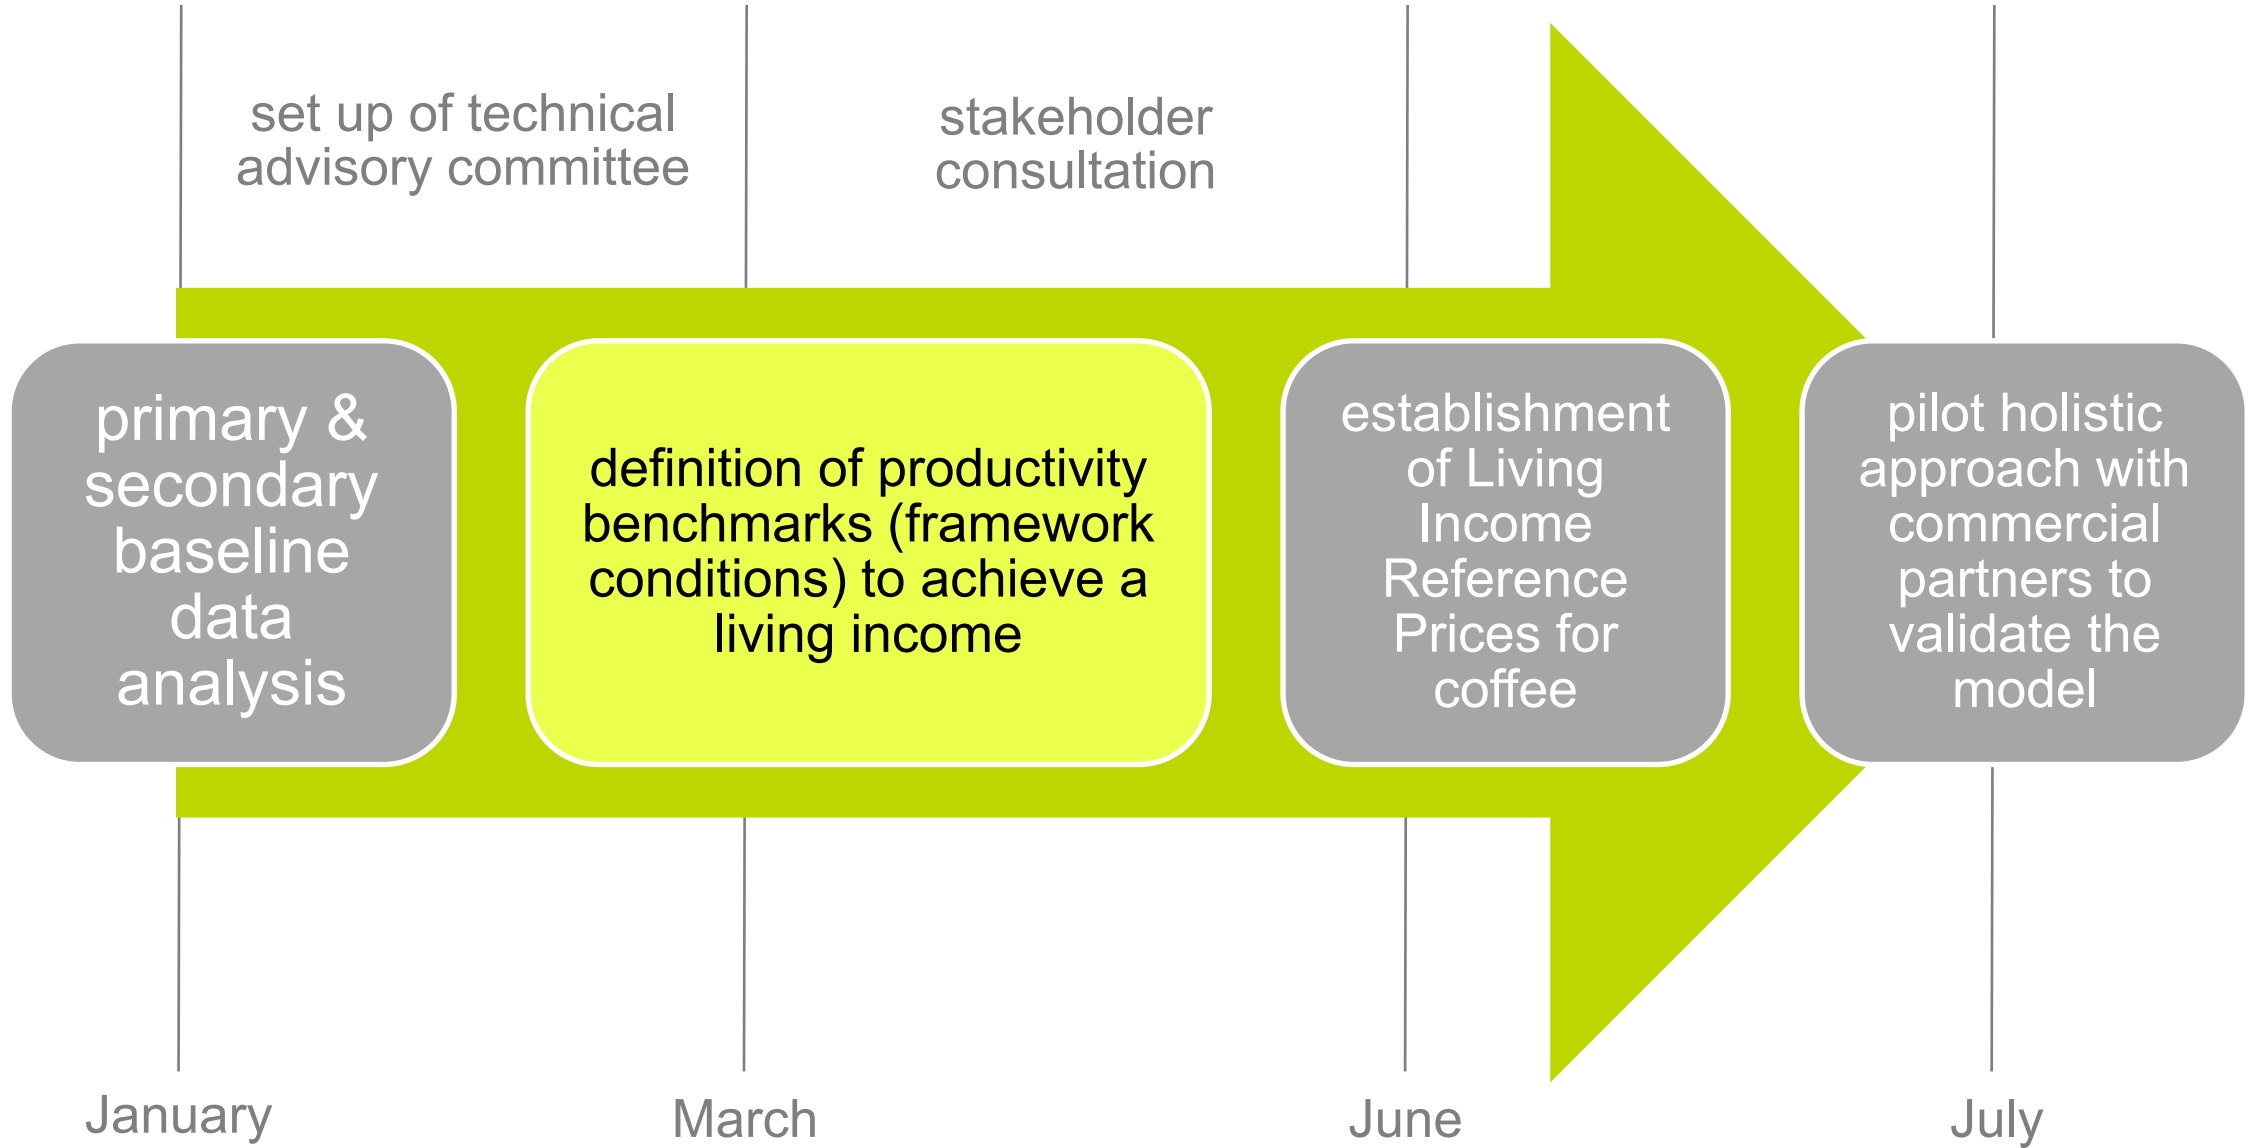 set up of technical
advisory committee
stakeholder
consultation
primary &
secondary
baseline
data
analysis
definition of productivity
benchmarks (framework
conditions) to achieve a
living income
establishment
of Living
Income
Reference
Prices for
coffee
pilot holistic
approach with
commercial
partners to
validate the
model
January
March
June
July